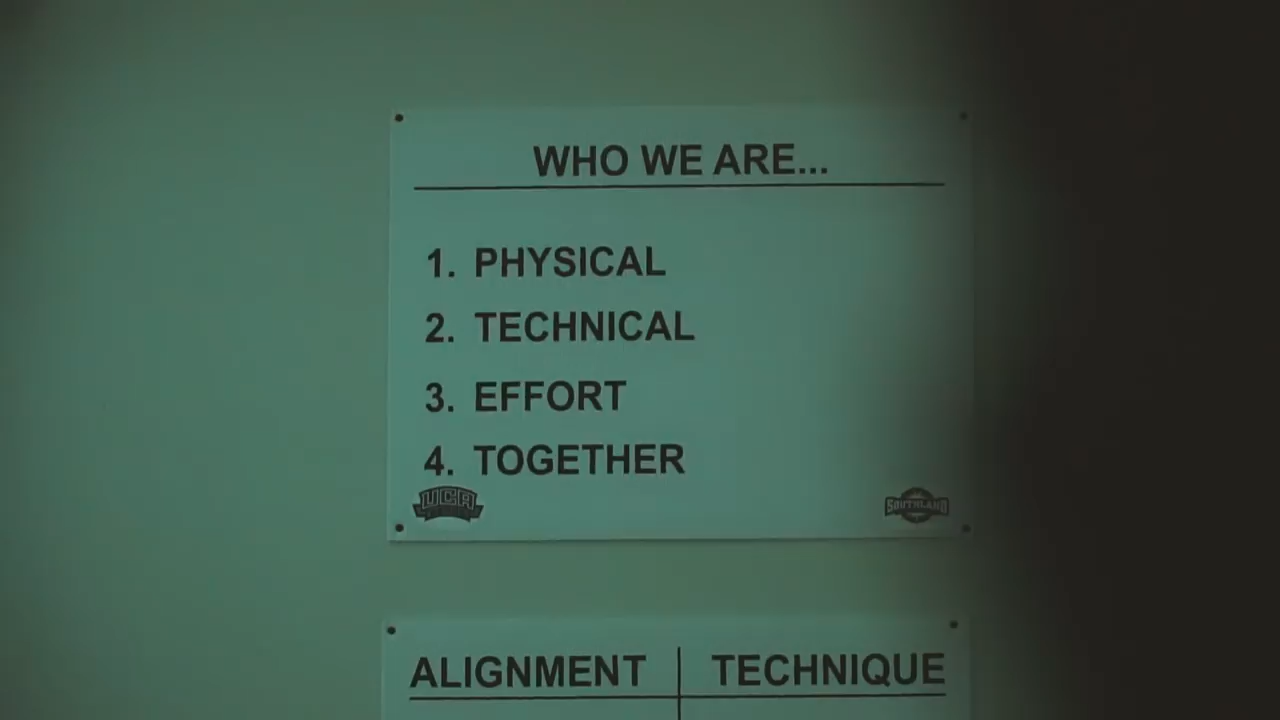 WHO WE ARE...
1. PHYSICAL
2. TECHNICAL
3. EFFORT
4. TOGETHER
UCA
SOUTHLAND
ALIGNMENT TECHNIQUE